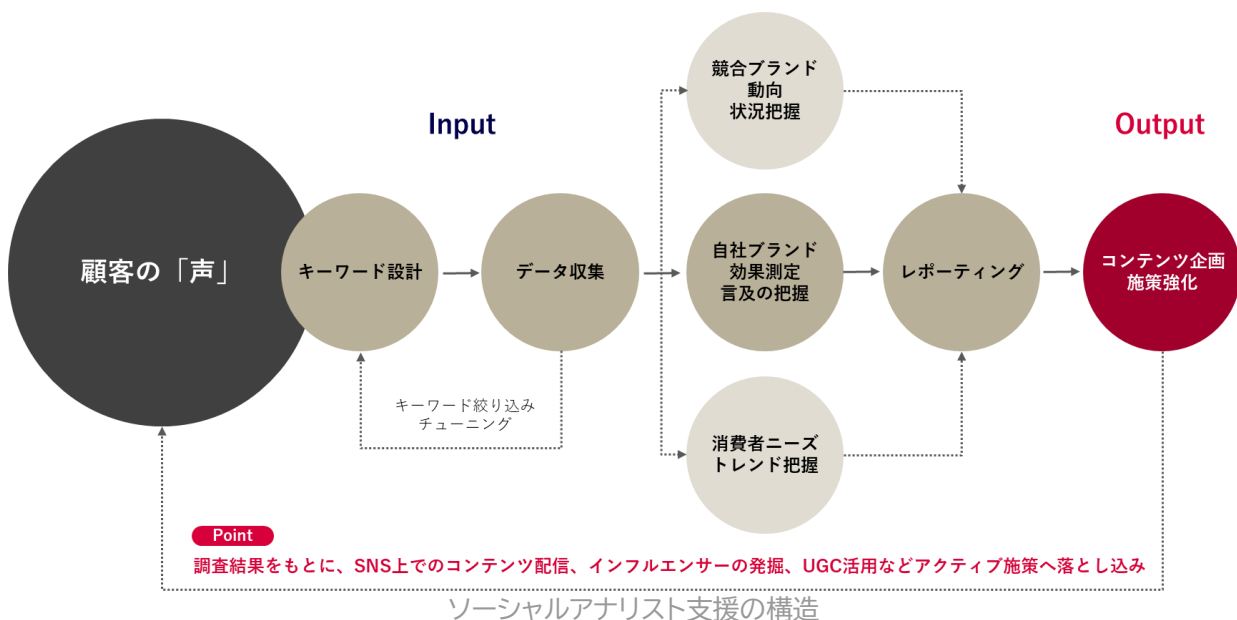 Input
Output
顧客の「声」
キーワード設計
データ収集
競合ブランド
動向
状況把握
自社ブランド
効果測定
言及の把握
消費者ニーズ
トレンド把握
レポーティング
コンテンツ企画
施策強化
キーワード絞り込み
チューニング
Point
調査結果をもとに、SNS上でのコンテンツ配信、インフルエンサーの発掘、UGC活用などアクティブ施策へ落とし込み
ソーシャルアナリスト支援の構造